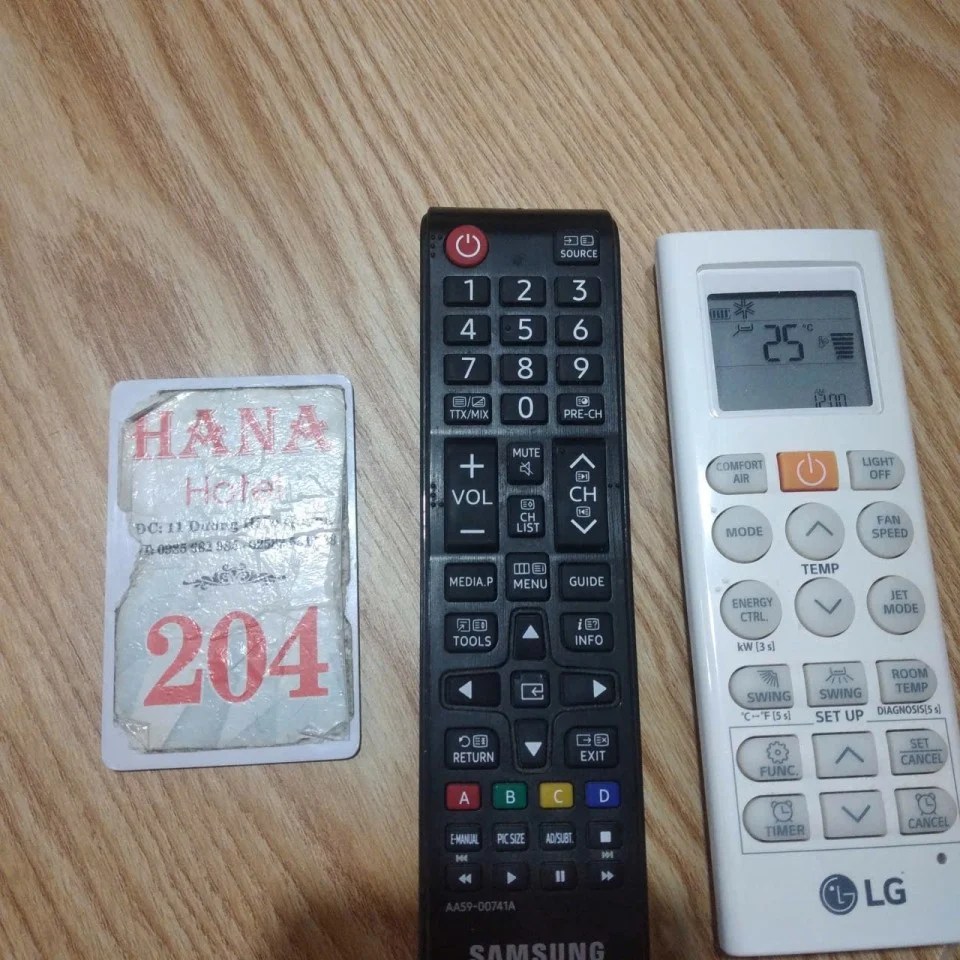 HANA
Hotel
ĐC: 11 Đường
204
SOURCE
1 2 3
4 5 6
7 8 9
TTX/MIX 0 PRE-CH
+ VOL −
MUTE
CH LIST
CH
MEDIA.P MENU GUIDE
TOOLS INFO
RETURN EXIT
A B C D
E-MANUAL PIC SIZE AD/SUBT.
AA59-00741A
SAMSUNG
25 °C
12:00
COMFORT AIR
LIGHT OFF
MODE
FAN SPEED
TEMP
ENERGY CTRL.
JET MODE
kW [3 s]
SWING SWING ROOM TEMP
°C↔°F [5 s] SET UP DIAGNOSIS[5 s]
FUNC. SET CANCEL
TIMER CANCEL
LG